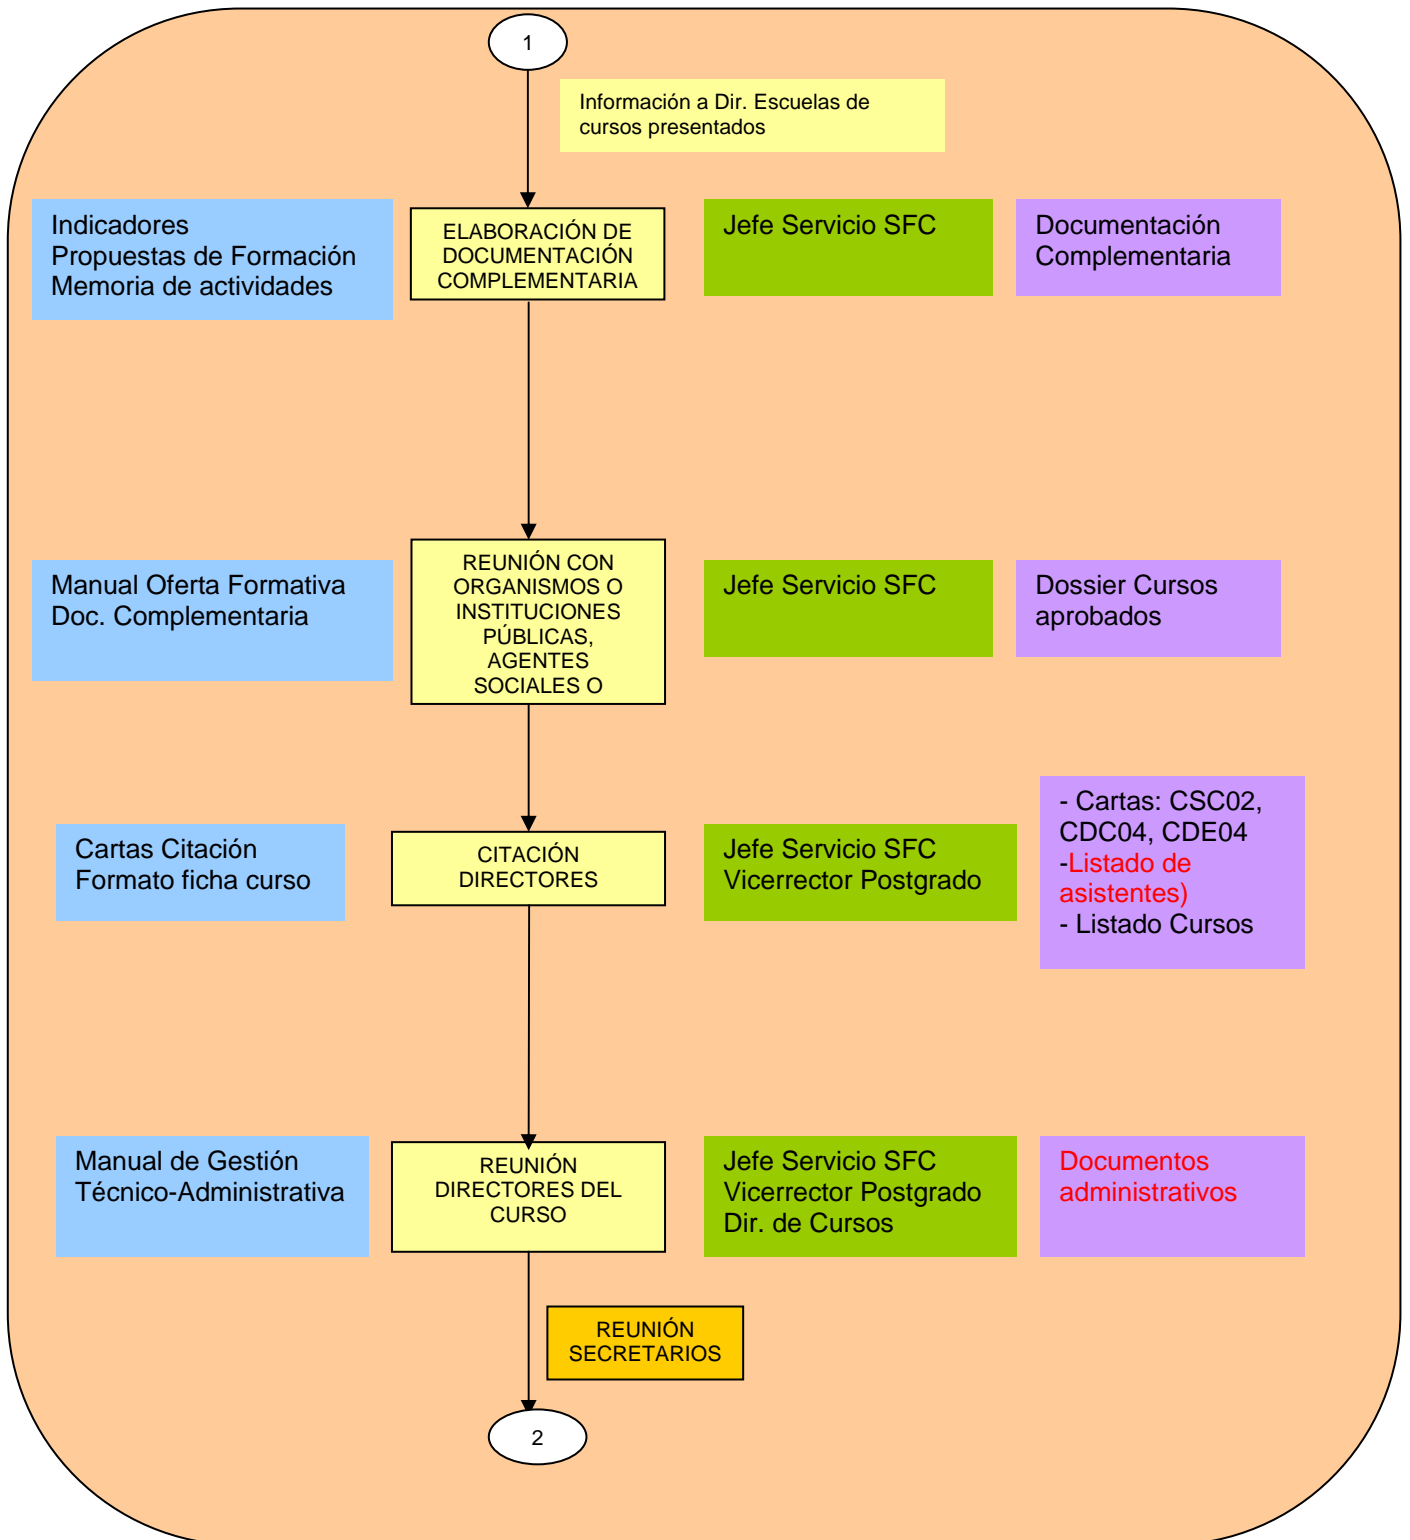 1
Información a Dir. Escuelas de
cursos presentados
Indicadores
Propuestas de Formación
Memoria de actividades
ELABORACIÓN DE
DOCUMENTACIÓN
COMPLEMENTARIA
Jefe Servicio SFC
Documentación
Complementaria
Manual Oferta Formativa
Doc. Complementaria
REUNIÓN CON
ORGANISMOS O
INSTITUCIONES
PÚBLICAS,
AGENTES
SOCIALES O
Jefe Servicio SFC
Dossier Cursos
aprobados
Cartas Citación
Formato ficha curso
CITACIÓN
DIRECTORES
Jefe Servicio SFC
Vicerrector Postgrado
- Cartas: CSC02,
CDC04, CDE04
-Listado de
asistentes)
- Listado Cursos
Manual de Gestión
Técnico-Administrativa
REUNIÓN
DIRECTORES DEL
CURSO
Jefe Servicio SFC
Vicerrector Postgrado
Dir. de Cursos
Documentos
administrativos
REUNIÓN
SECRETARIOS
2